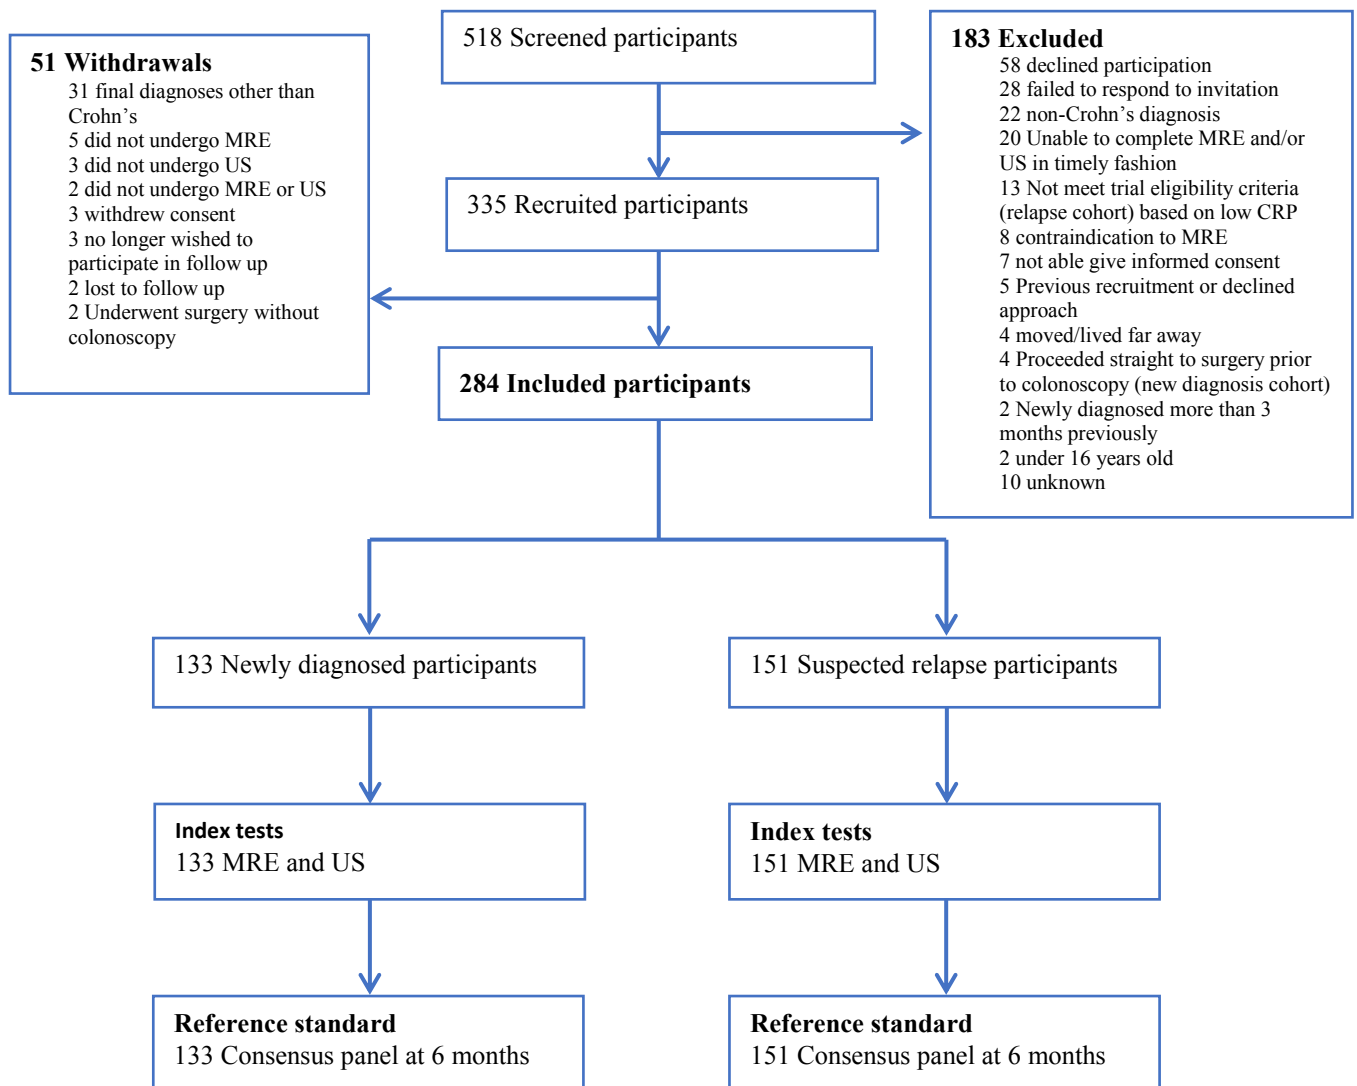 518 Screened participants
51 Withdrawals
31 final diagnoses other than
Crohn's
5 did not undergo MRE
3 did not undergo US
2 did not undergo MRE or US
3 withdrew consent
3 no longer wished to
participate in follow up
2 lost to follow up
2 Underwent surgery without
colonoscopy
183 Excluded
58 declined participation
28 failed to respond to invitation
22 non-Crohn's diagnosis
20 Unable to complete MRE and/or
US in timely fashion
13 Not meet trial eligibility criteria
(relapse cohort) based on low CRP
8 contraindication to MRE
7 not able give informed consent
5 Previous recruitment or declined
approach
4 moved/lived far away
4 Proceeded straight to surgery prior
to colonoscopy (new diagnosis cohort)
2 Newly diagnosed more than 3
months previously
2 under 16 years old
10 unknown
335 Recruited participants
284 Included participants
133 Newly diagnosed participants
151 Suspected relapse participants
Index tests
133 MRE and US
Index tests
151 MRE and US
Reference standard
133 Consensus panel at 6 months
Reference standard
151 Consensus panel at 6 months